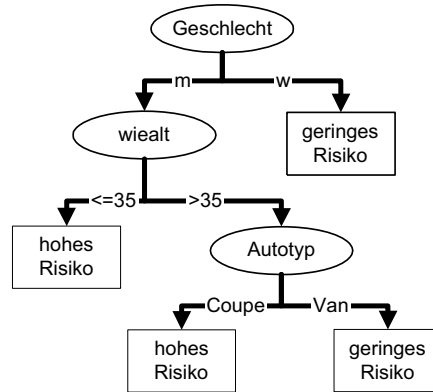 Geschlecht
m w
wiealt
geringes
Risiko
<=35 >35
hohes
Risiko
Autotyp
Coupe Van
hohes
Risiko
geringes
Risiko